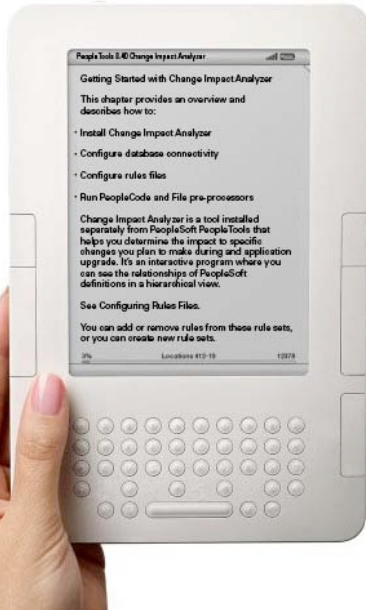 PeopleTools 8.40 Change Impact Analyzer
Getting Started with Change Impact Analyzer
This chapter provides an overview and
describes how to:
• Install Change Impact Analyzer
• Configure database connectivity
• Configure rules files
• Run PeopleCode and File pre-processors
Change Impact Analyzer is a tool installed
seperately from PeopleSoft PeopleTools that
helps you determine the impact to specific
changes you plan to make during and application
upgrade. It's an interactive program where you
can see the relationships of PeopleSoft
definitions in a hierarchical view.
See Configuring Rules Files.
You can add or remove rules from these rule sets,
or you can create new rule sets.
3% Locations 412-19 12978